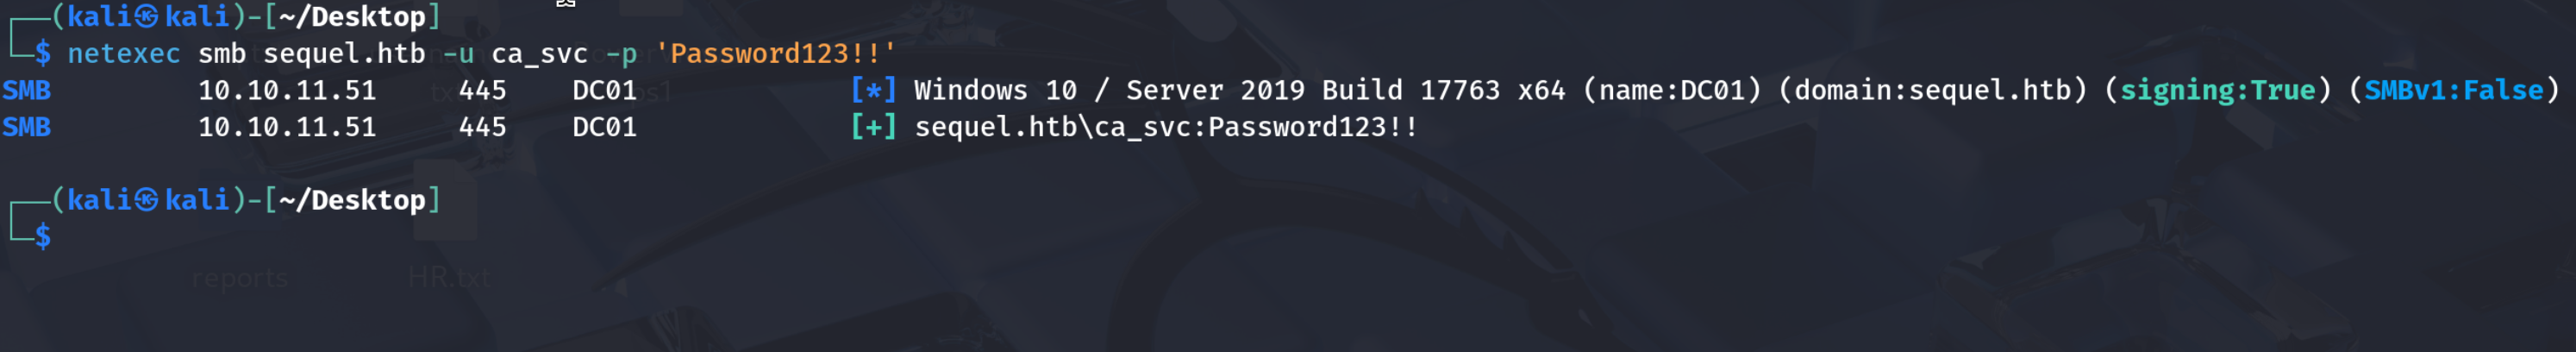 ┌──(kali㉿kali)-[~/Desktop]
└─$ netexec smb sequel.htb -u ca_svc -p 'Password123!!'
SMB 10.10.11.51 445 DC01 [*] Windows 10 / Server 2019 Build 17763 x64 (name:DC01) (domain:sequel.htb) (signing:True) (SMBv1:False)
SMB 10.10.11.51 445 DC01 [+] sequel.htb\ca_svc:Password123!!
┌──(kali㉿kali)-[~/Desktop]
└─$
reports HR.txt